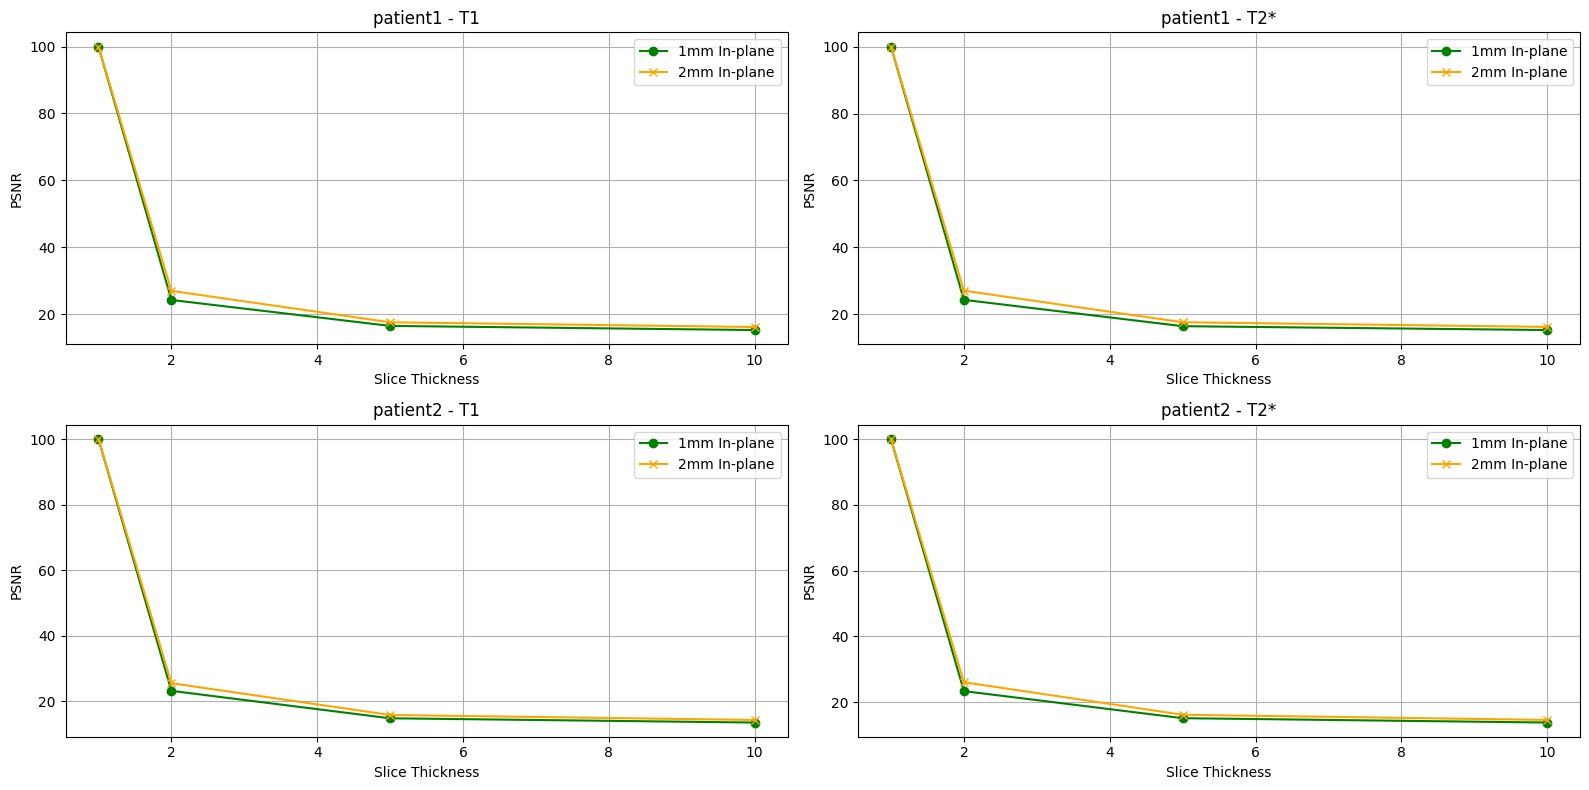 patient1 - T1
100
80
60
40
20
PSNR
1mm In-plane
2mm In-plane
2
4
6
8
10
Slice Thickness
patient1 - T2*
100
80
60
40
20
PSNR
1mm In-plane
2mm In-plane
2
4
6
8
10
Slice Thickness
patient2 - T1
100
80
60
40
20
PSNR
1mm In-plane
2mm In-plane
2
4
6
8
10
Slice Thickness
patient2 - T2*
100
80
60
40
20
PSNR
1mm In-plane
2mm In-plane
2
4
6
8
10
Slice Thickness